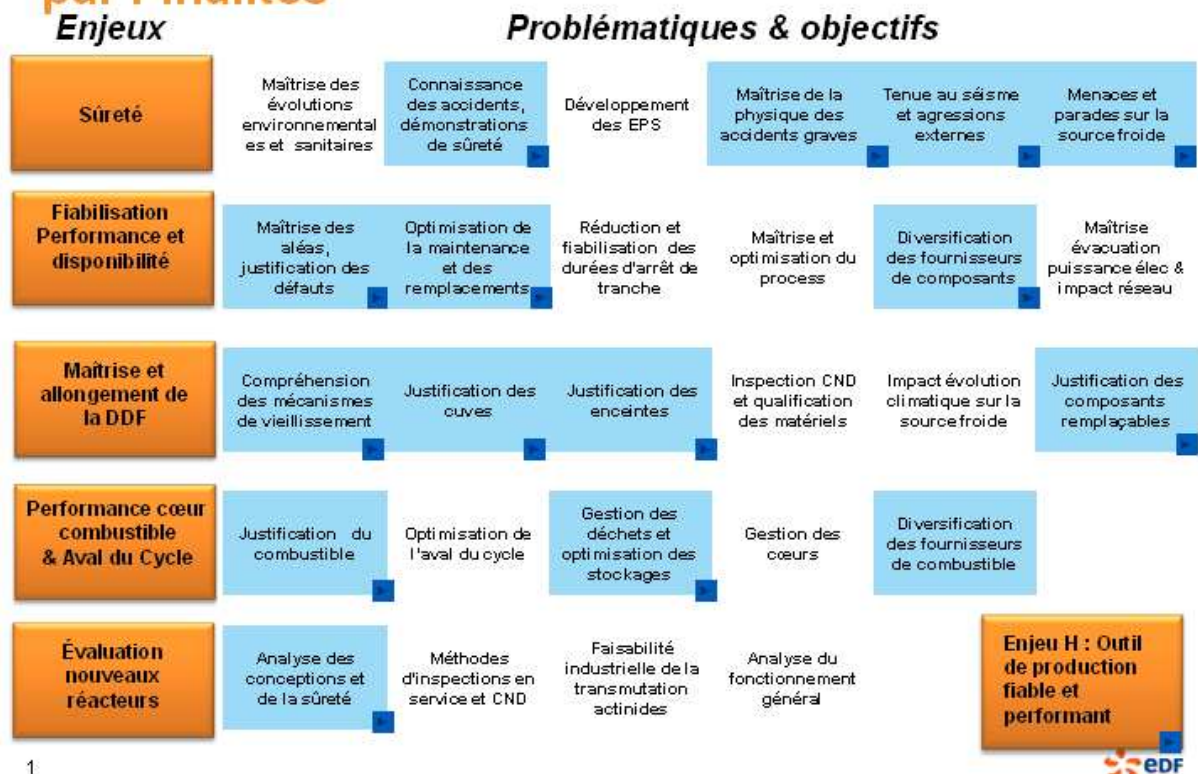 par Finalités
Enjeux
Problématiques & objectifs
Sûreté
Maîtrise des
évolutions
environnemental
es et sanitaires
Connaissance
des accidents,
démonstrations
de sûreté
Développement
des EPS
Maîtrise de la
physique des
accidents graves
Tenue au séisme
et agressions
externes
Menaces et
parades sur la
source froide
Fiabilisation
Performance et
disponibilité
Maîtrise des
aléas,
justification des
défauts
Optimisation de
la maintenance
et des
remplacements
Réduction et
fiabilisation des
durées d'arrêt de
tranche
Maîtrise et
optimisation du
process
Diversification
des fournisseurs
de composants
Maîtrise
évacuation
puissance élec &
impact réseau
Maîtrise et
allongement de
la DDF
Compréhension
des mécanismes
de vieillissement
Justification des
cuves
Justification des
enceintes
Inspection CND
et qualification
des matériels
Impact évolution
climatique sur la
source froide
Justification des
composants
remplaçables
Performance cœur
combustible
& Aval du Cycle
Justification du
combustible
Optimisation de
l'aval du cycle
Gestion des
déchets et
optimisation des
stockages
Gestion des
cœurs
Diversification
des fournisseurs
de combustible
Évaluation
nouveaux
réacteurs
Analyse des
conceptions et
de la sûreté
Méthodes
d'inspections en
service et CND
Faisabilité
industrielle de la
transmutation
actinides
Analyse du
fonctionnement
général
Enjeu H : Outil
de production
fiable et
performant
1
eDF